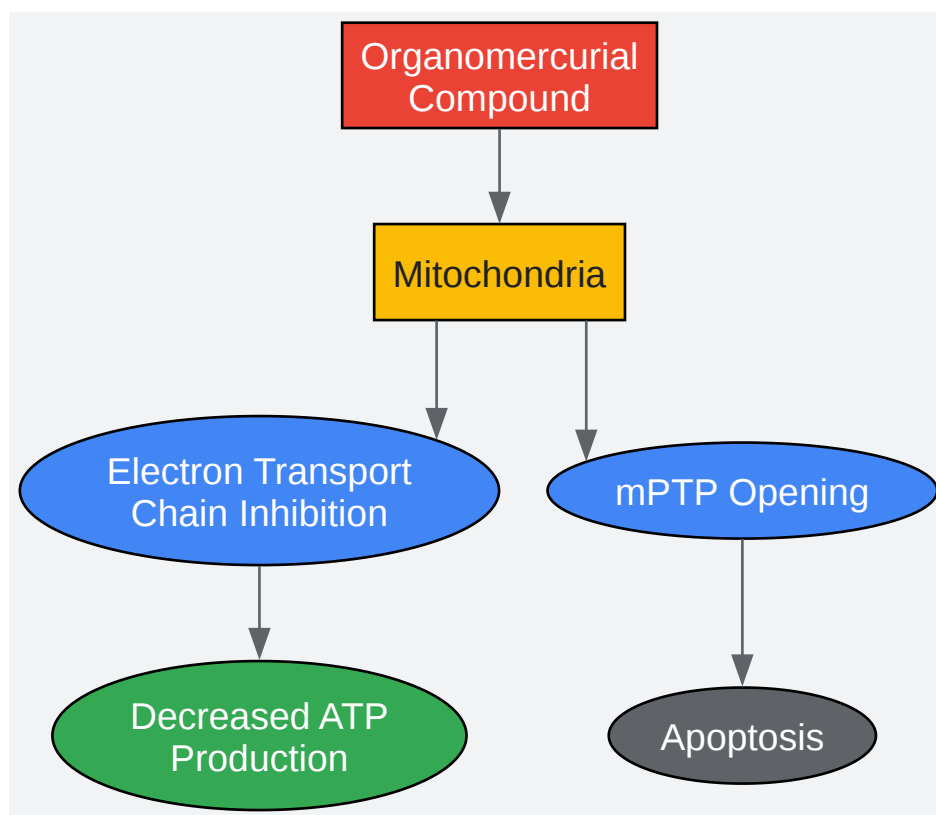 Organomercurial
Compound
Mitochondria
Electron Transport
Chain Inhibition
mPTP Opening
Decreased ATP
Production
Apoptosis